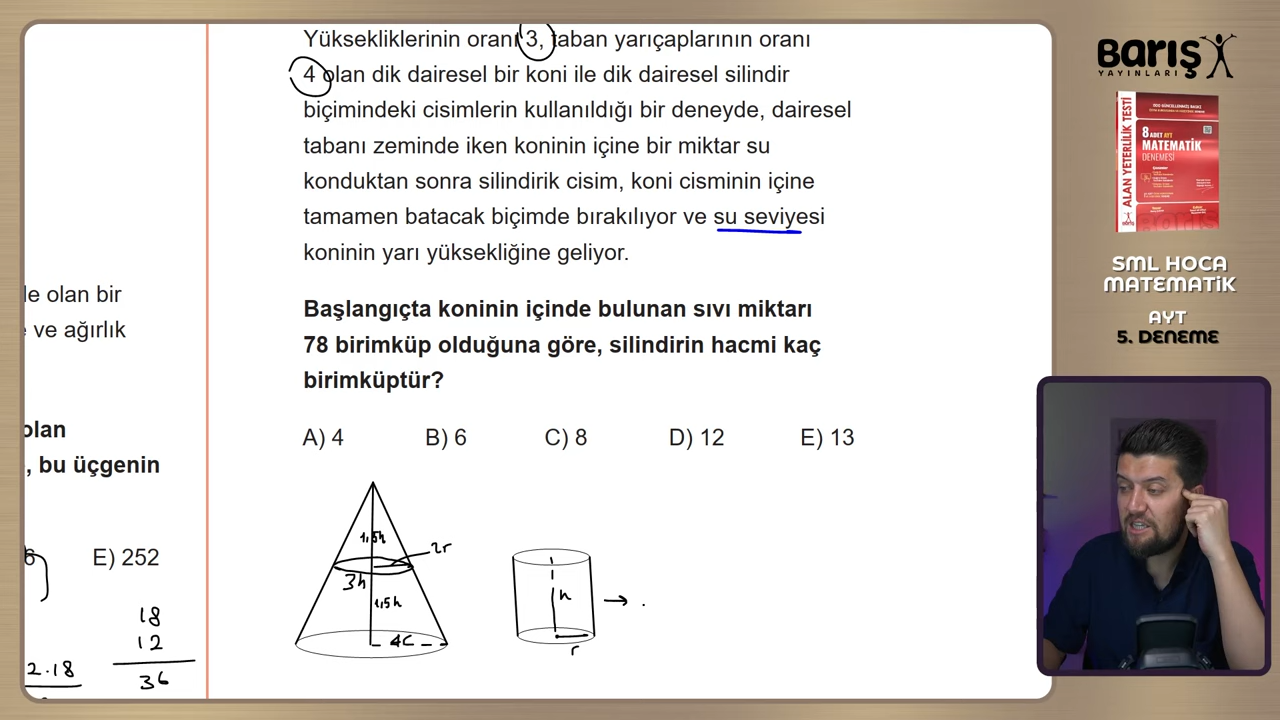 Yüksekliklerinin oranı 3, taban yarıçaplarının oranı
4 olan dik dairesel bir koni ile dik dairesel silindir
biçimindeki cisimlerin kullanıldığı bir deneyde, dairesel
tabanı zeminde iken koninin içine bir miktar su
konduktan sonra silindirik cisim, koni cisminin içine
tamamen batacak biçimde bırakılıyor ve su seviyesi
koninin yarı yüksekliğine geliyor.
Başlangıçta koninin içinde bulunan sıvı miktarı
78 birimküp olduğuna göre, silindirin hacmi kaç
birimküptür?
A) 4 B) 6 C) 8 D) 12 E) 13
1,5h
2r
3h
1,5h
4r
h
r
le olan bir
ve ağırlık
olan
, bu üçgenin
6 E) 252
18
12
36
2.18
BARIŞ
YAYINLARI
ALAN YETERLİLİK TESTİ
8 ADET AYT
MATEMATİK
DENEMESİ
SML HOCA
MATEMATİK
AYT
5. DENEME